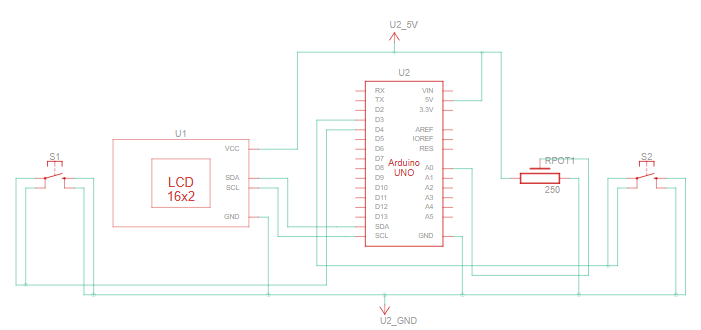 U2_5V
U2
U1
VCC
SDA
SCL
GND
LCD
16x2
S1
RX
TX
D2
D3
D4
D5
D6
D7
D8
D9
D10
D11
D12
D13
SDA
SCL
Arduino
UNO
VIN
5V
3.3V
AREF
IOREF
RES
A0
A1
A2
A3
A4
A5
GND
RPOT1
250
S2
U2_GND